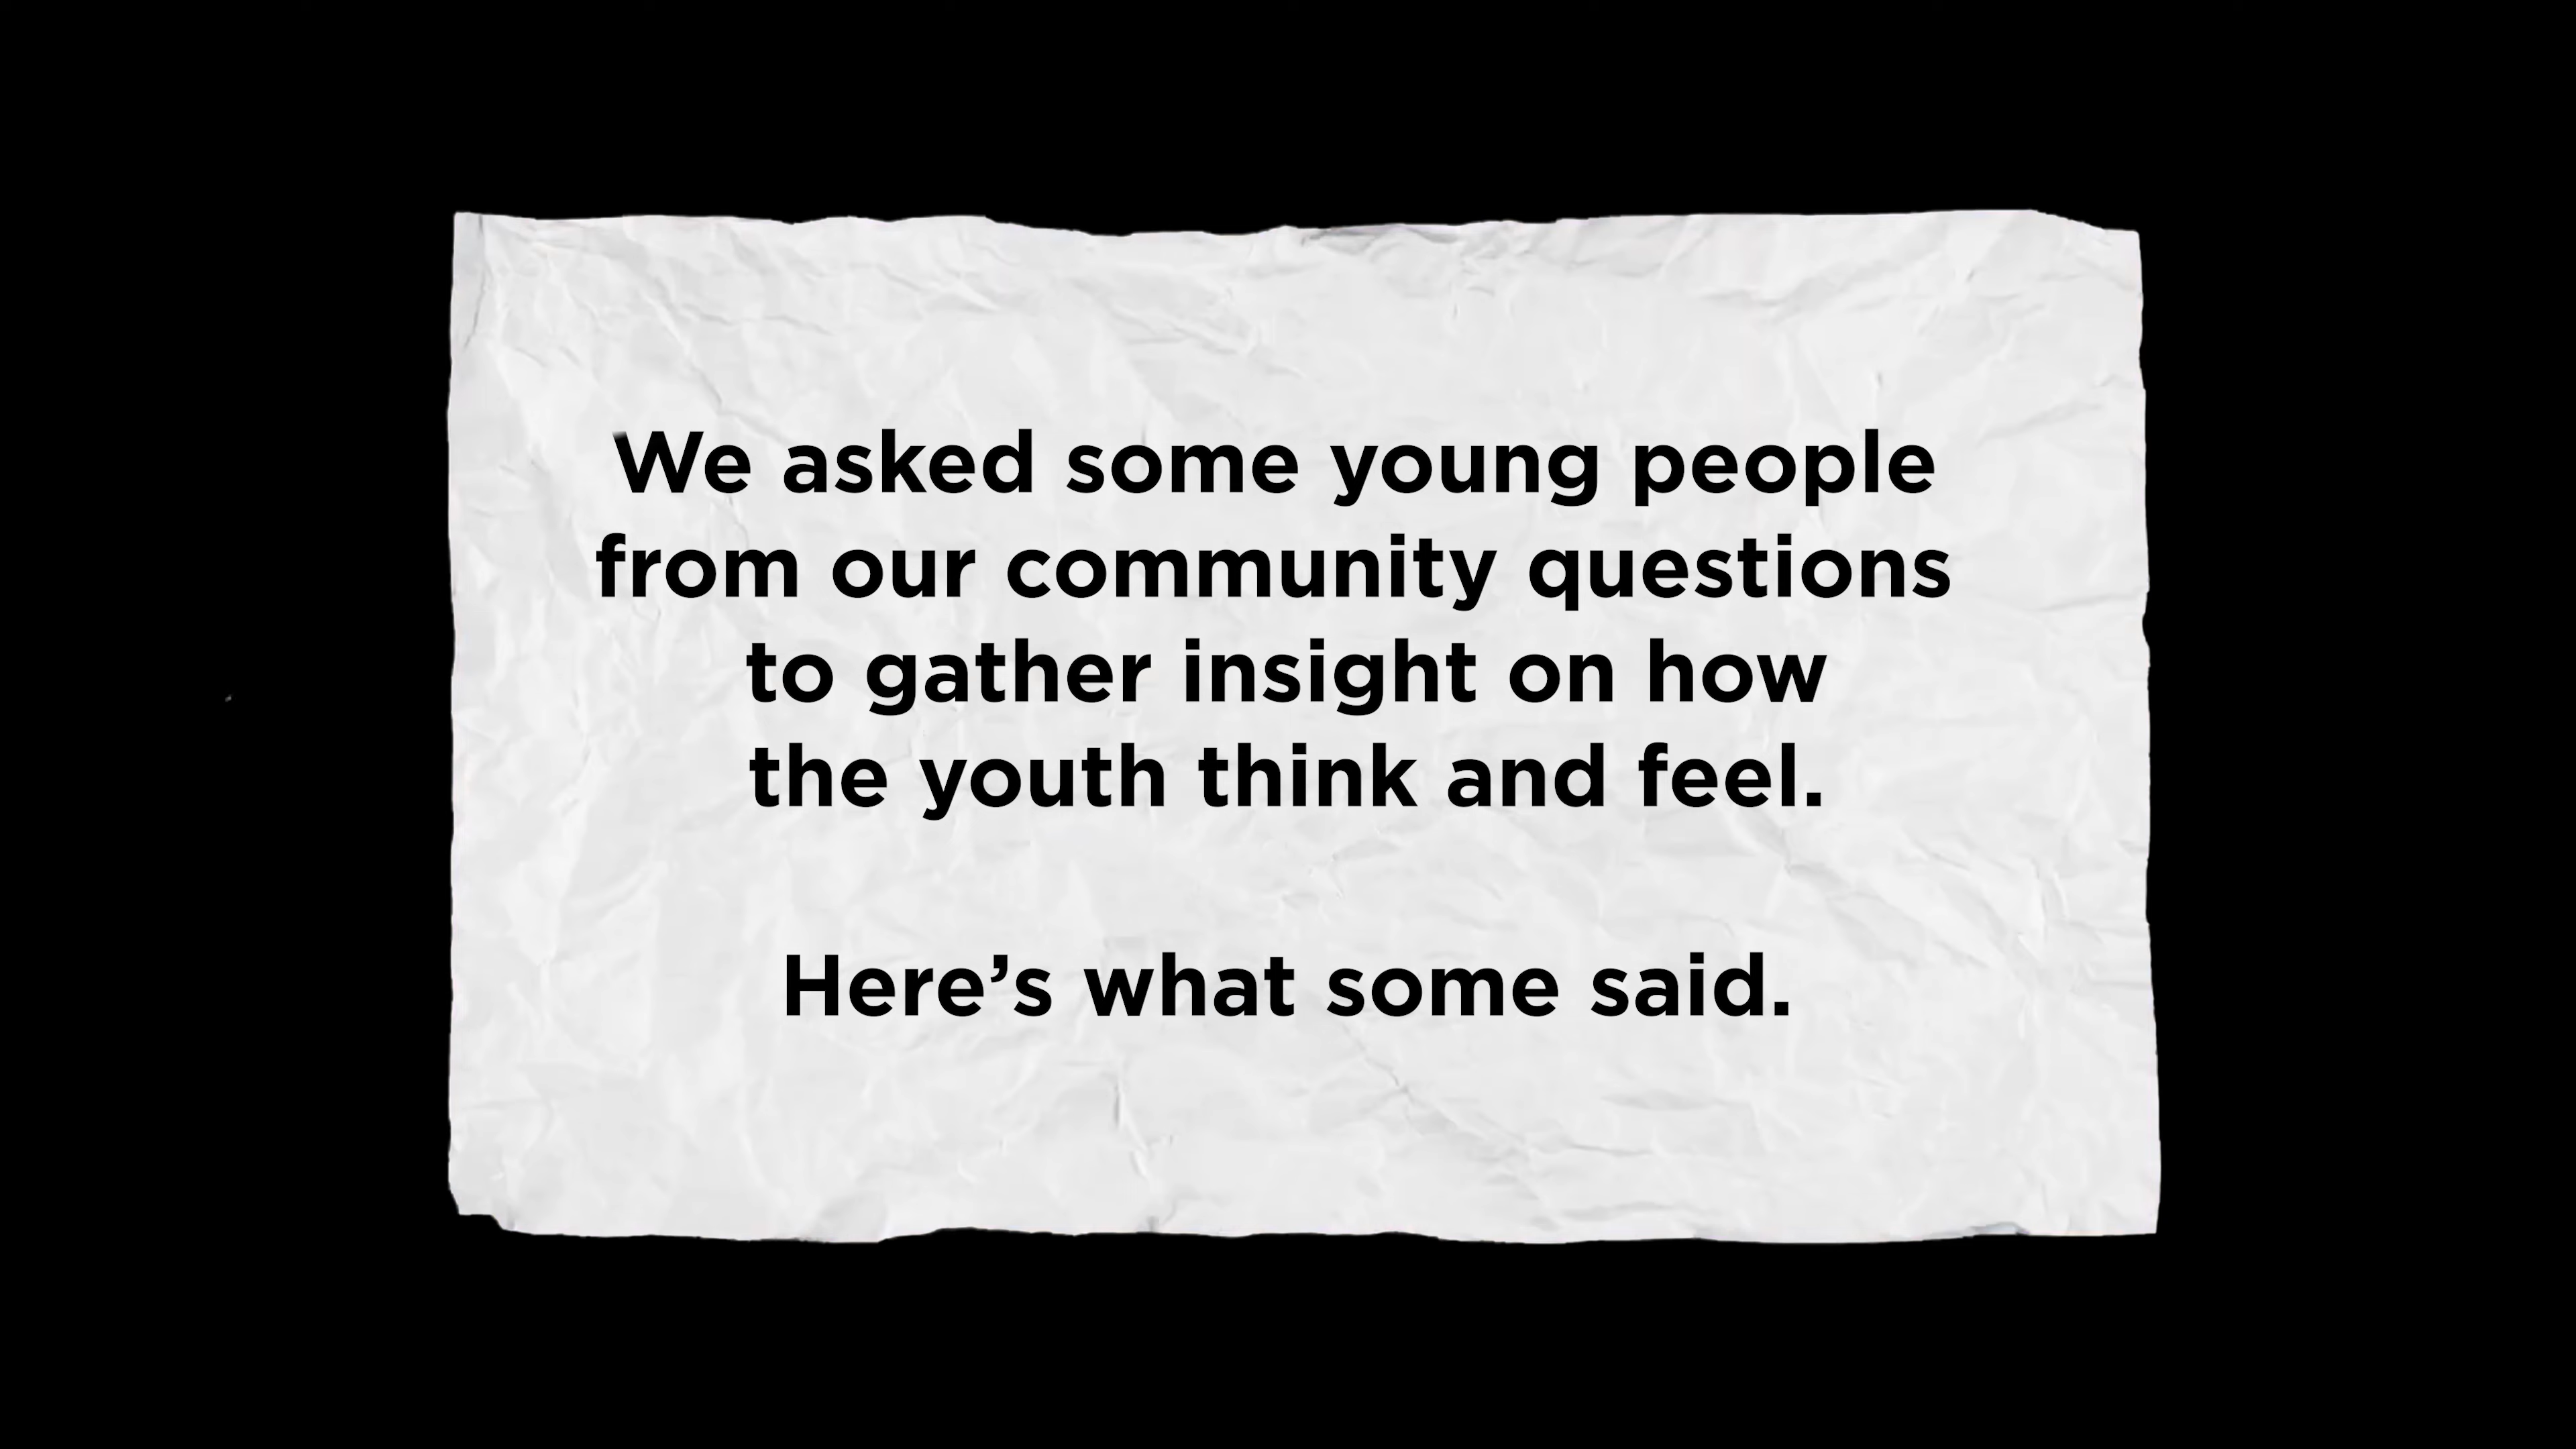 We asked some young people
from our community questions
to gather insight on how
the youth think and feel.
Here’s what some said.